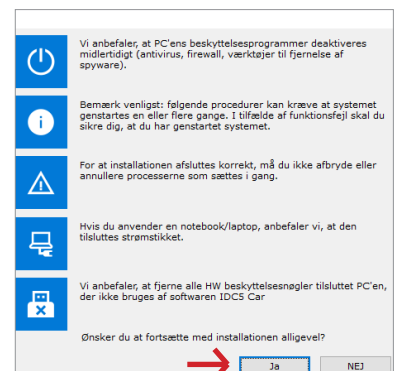 Vi anbefaler, at PC'ens beskyttelsesprogrammer deaktiveres
midlertidigt (antivirus, firewall, værktøjer til fjernelse af
spyware).
Bemærk venligst: følgende procedurer kan kræve at systemet
genstartes en eller flere gange. I tilfælde af funktionsfejl skal du
sikre dig, at du har genstartet systemet.
For at installationen afsluttes korrekt, må du ikke afbryde eller
annullere processerne som sættes i gang.
Hvis du anvender en notebook/laptop, anbefaler vi, at den
tilsluttes strømstikket.
Vi anbefaler, at fjerne alle HW beskyttelsesnøgler tilsluttet PC'en,
der ikke bruges af softwaren IDC5 Car
Ønsker du at fortsætte med installationen alligevel?
Ja NEJ